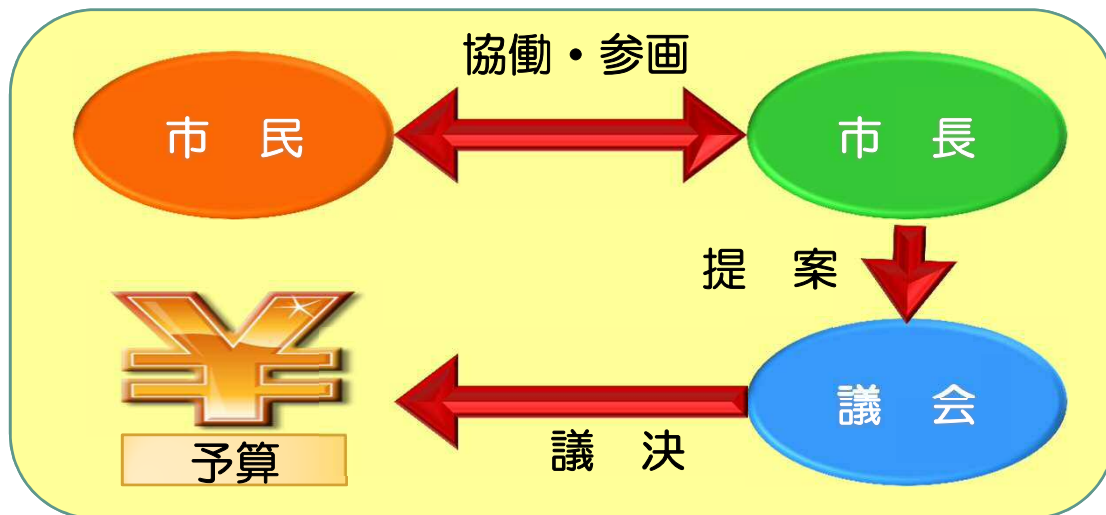 協働・参画
市　民
市　長
提　案
議　会
議　決
予算